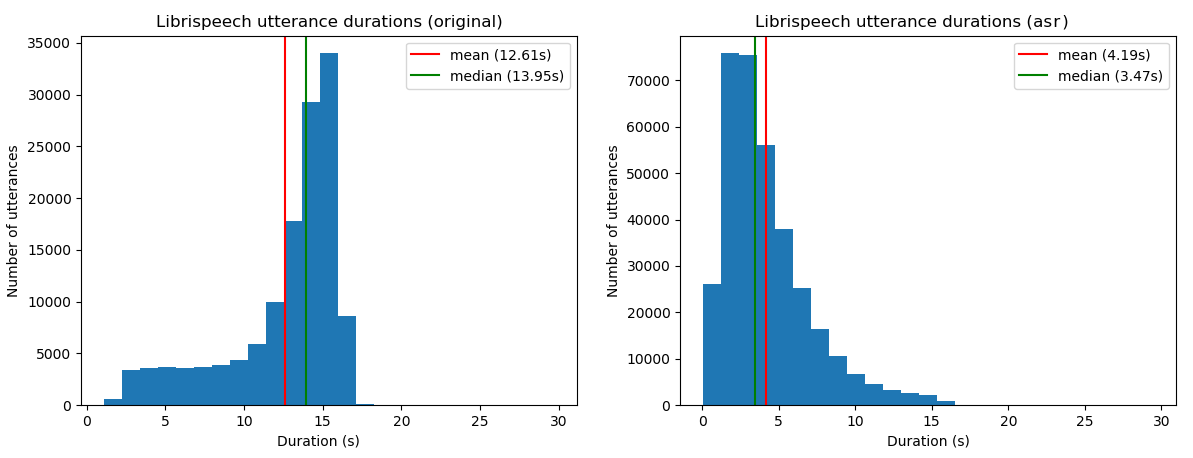 Librispeech utterance durations (original)
mean (12.61s)
median (13.95s)
Number of utterances
35000
30000
25000
20000
15000
10000
5000
0
0 5 10 15 20 25 30
Duration (s)
Librispeech utterance durations (asr)
mean (4.19s)
median (3.47s)
Number of utterances
70000
60000
50000
40000
30000
20000
10000
0
0 5 10 15 20 25 30
Duration (s)